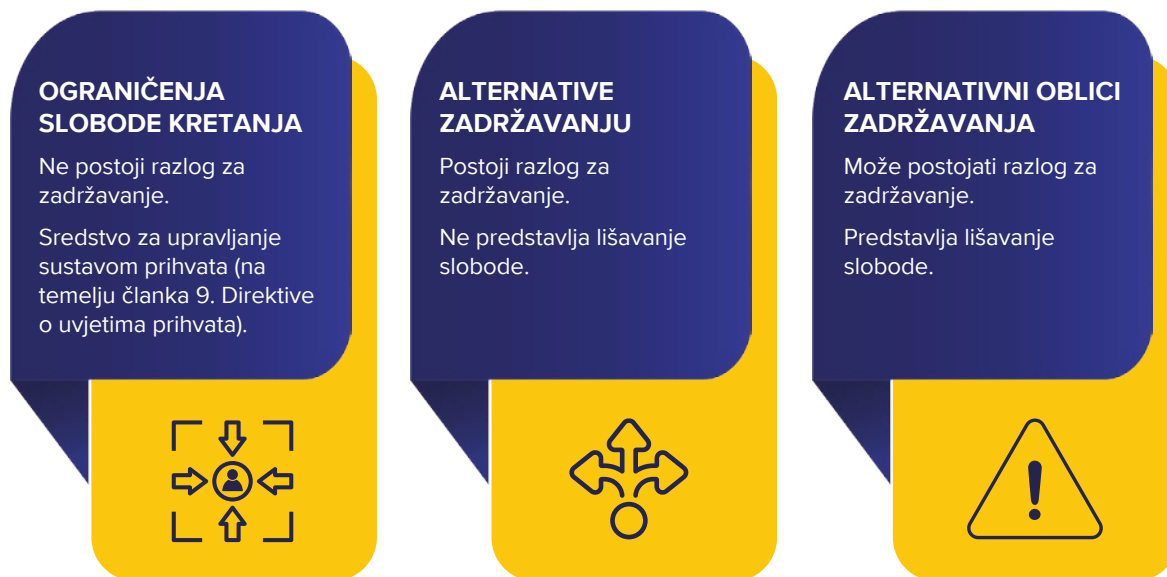 OGRANIČENJA
SLOBODE KRETANJA
Ne postoji razlog za
zadržavanje.
Sredstvo za upravljanje
sustavom prihvata (na
temelju članka 9. Direktive
o uvjetima prihvata).
ALTERNATIVE
ZADRŽAVANJU
Postoji razlog za
zadržavanje.
Ne predstavlja lišavanje
slobode.
ALTERNATIVNI OBLICI
ZADRŽAVANJA
Može postojati razlog za
zadržavanje.
Predstavlja lišavanje
slobode.